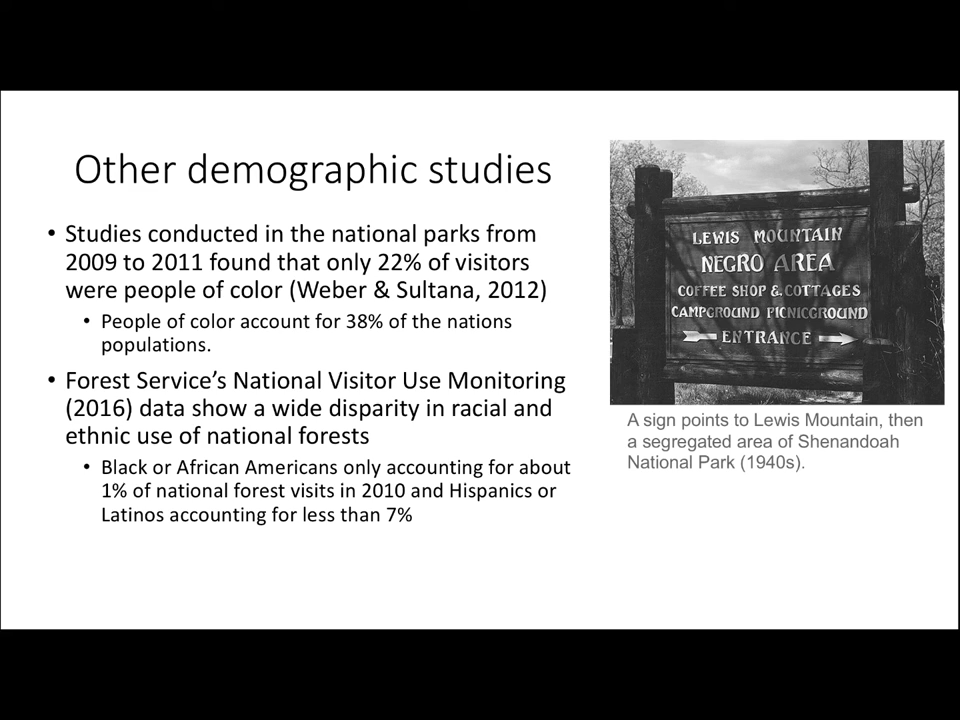 Other demographic studies
• Studies conducted in the national parks from
2009 to 2011 found that only 22% of visitors
were people of color (Weber & Sultana, 2012)
• People of color account for 38% of the nations
populations.
• Forest Service's National Visitor Use Monitoring
(2016) data show a wide disparity in racial and
ethnic use of national forests
• Black or African Americans only accounting for about
1% of national forest visits in 2010 and Hispanics or
Latinos accounting for less than 7%
LEWIS MOUNTAIN
NEGRO AREA
COFFEE SHOP & COTTAGES
CAMPGROUND PICNICGROUND
ENTRANCE
A sign points to Lewis Mountain, then
a segregated area of Shenandoah
National Park (1940s).